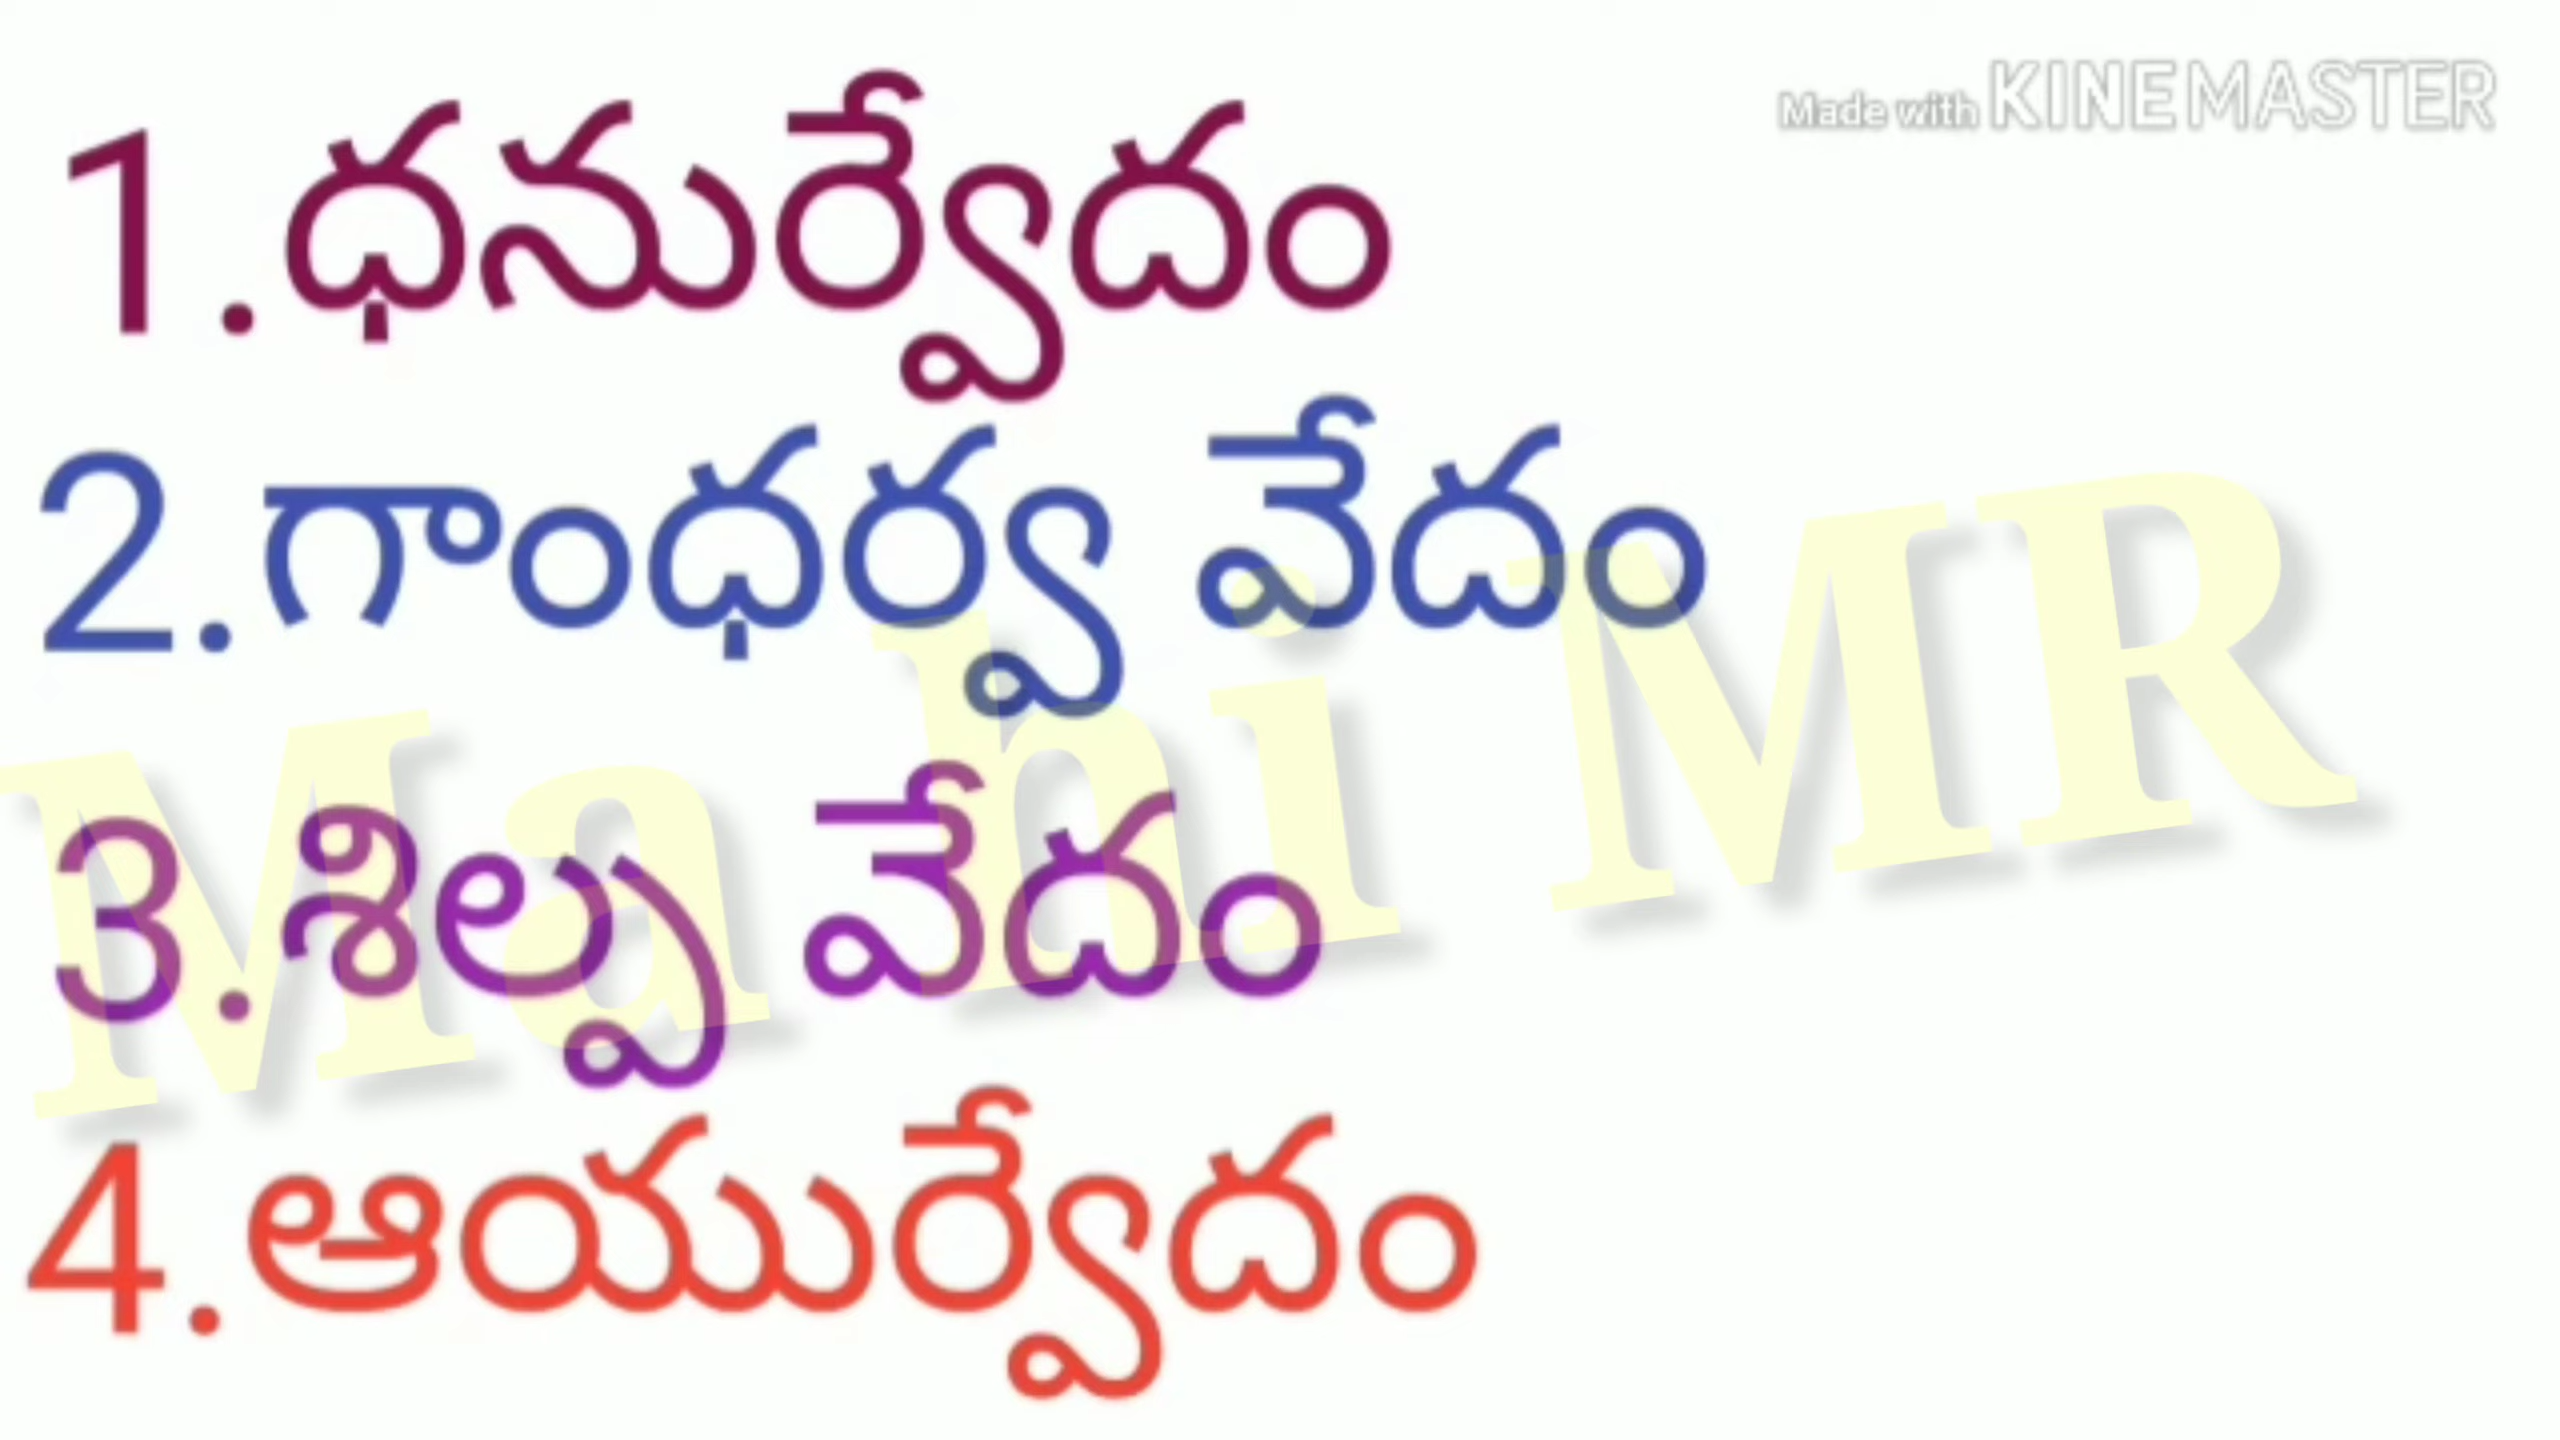 Made with KINEMASTER
1.ధనుర్వేదం
2.గాంధర్వ వేదం
3.శిల్ప వేదం
4.ఆయుర్వేదం
Mahi MR